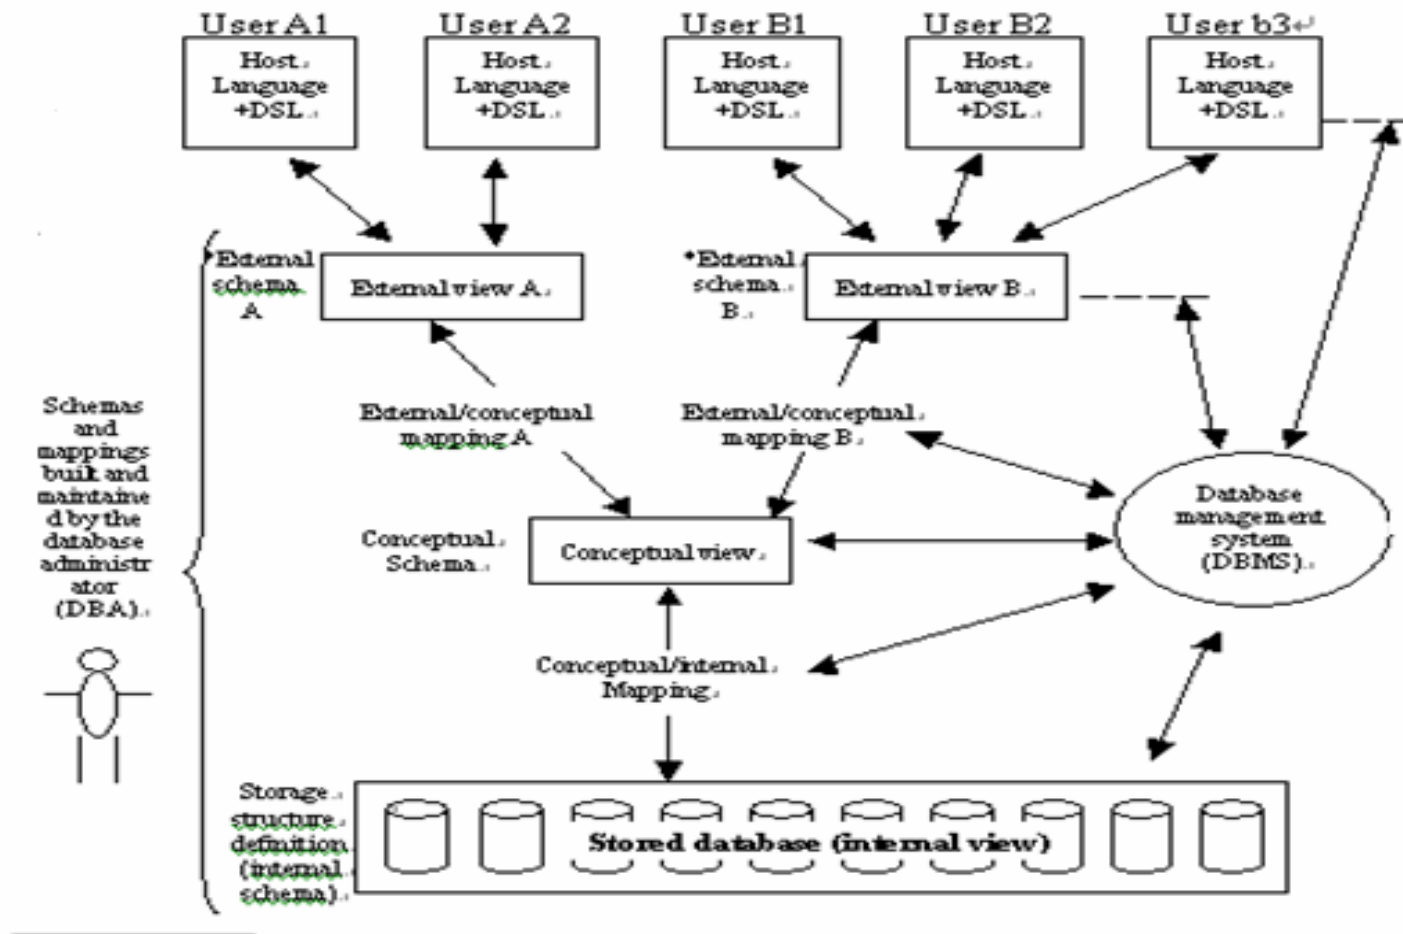 User A1
User A2
User B1
User B2
User b3
Host
Language
+DSL
Host
Language
+DSL
Host
Language
+DSL
Host
Language
+DSL
Host
Language
+DSL
*External
schema
A
External view A
*External
schema
B
External view B
Schemas
and
mappings
built and
maintaine
d by the
database
administr
ator
(DBA)
External/conceptual
mapping A
External/conceptual
mapping B
Database
management
system
(DBMS)
Conceptual
Schema
Conceptual view
Conceptual/internal
Mapping
Storage
structure
definition
(internal
schema)
Stored database (internal view)